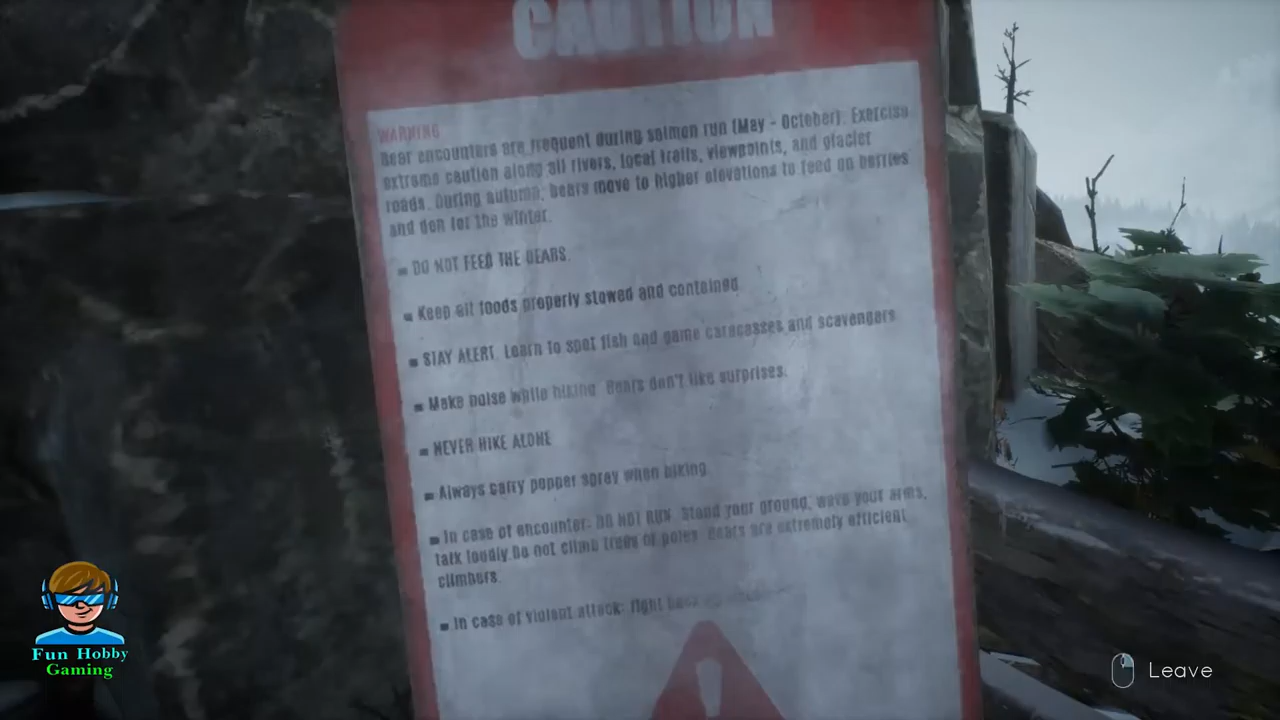 CAUTION
WARNING
Bear encounters are frequent during salmon run (May - October). Exercise
extreme caution along all rivers, local trails, viewpoints, and glacier
roads. During autumn, bears move to higher elevations to feed on berries
and den for the winter.
DO NOT FEED THE BEARS.
Keep all foods properly stowed and contained
STAY ALERT. Learn to spot fish and game caracasses and scavengers
Make noise while hiking. Bears don't like surprises.
NEVER HIKE ALONE
Always carry pepper spray when hiking
In case of encounter: DO NOT RUN. Stand your ground, wave your arms,
talk loudly.Do not climb trees or poles. Bears are extremely efficient
climbers.
In case of violent attack: fight back
Fun Hobby
Gaming
Leave